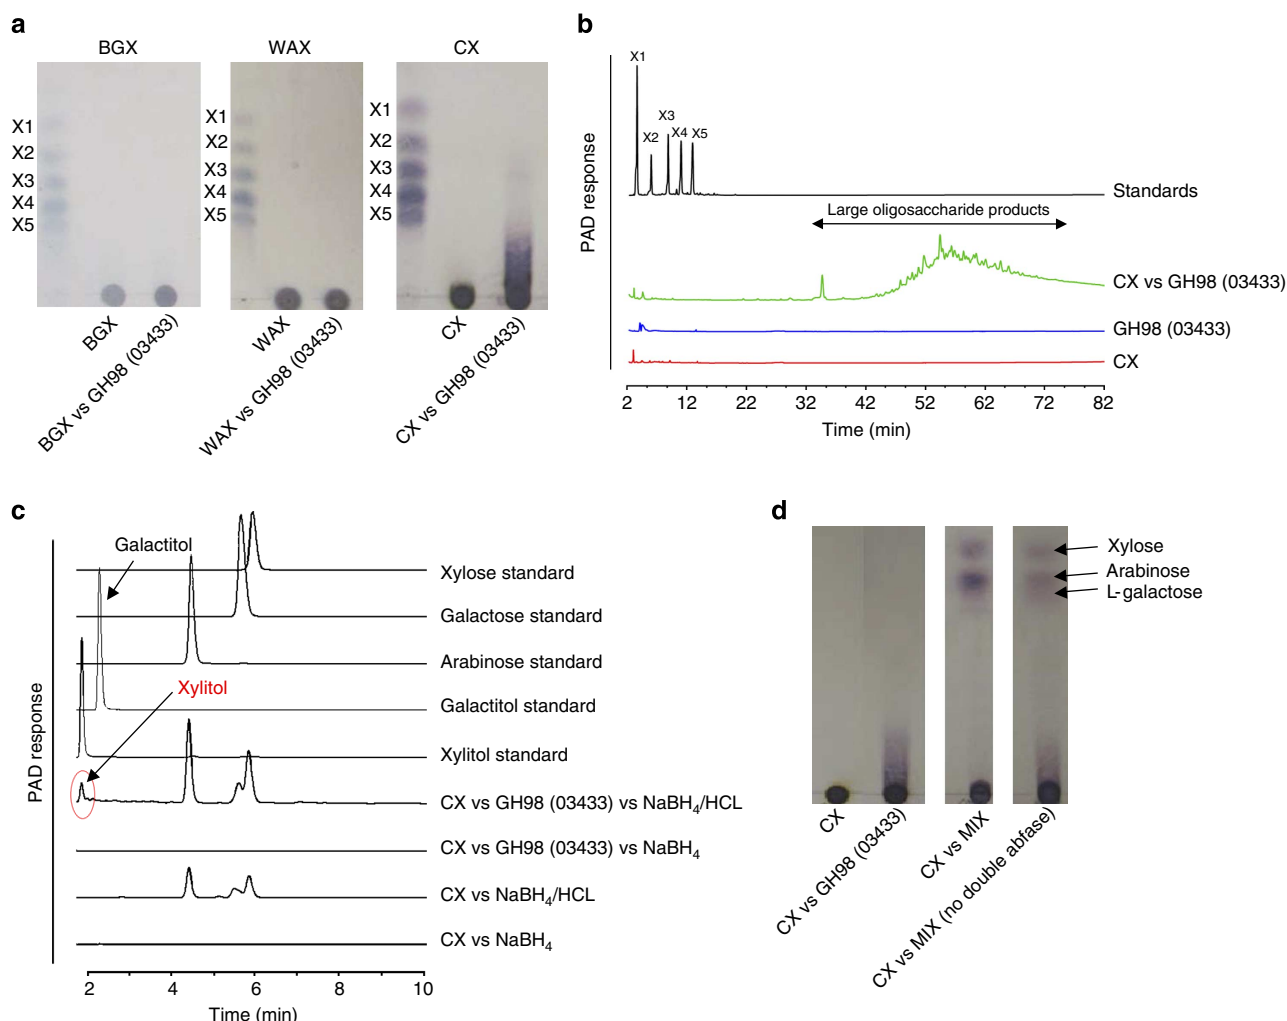 a
BGX
WAX
CX
X1
X2
X3
X4
X5
X1
X2
X3
X4
X5
X1
X2
X3
X4
X5
BGX
BGX vs GH98 (03433)
WAX
WAX vs GH98 (03433)
CX
CX vs GH98 (03433)
b
PAD response
X1
X2
X3
X4
X5
Standards
Large oligosaccharide products
CX vs GH98 (03433)
GH98 (03433)
CX
2 12 22 32 42 52 62 72 82
Time (min)
c
PAD response
Galactitol
Xylose standard
Galactose standard
Arabinose standard
Xylitol
Galactitol standard
Xylitol standard
CX vs GH98 (03433) vs NaBH4/HCL
CX vs GH98 (03433) vs NaBH4
CX vs NaBH4/HCL
CX vs NaBH4
2 4 6 8 10
Time (min)
d
Xylose
Arabinose
L-galactose
CX
CX vs GH98 (03433)
CX vs MIX
CX vs MIX (no double abfase)